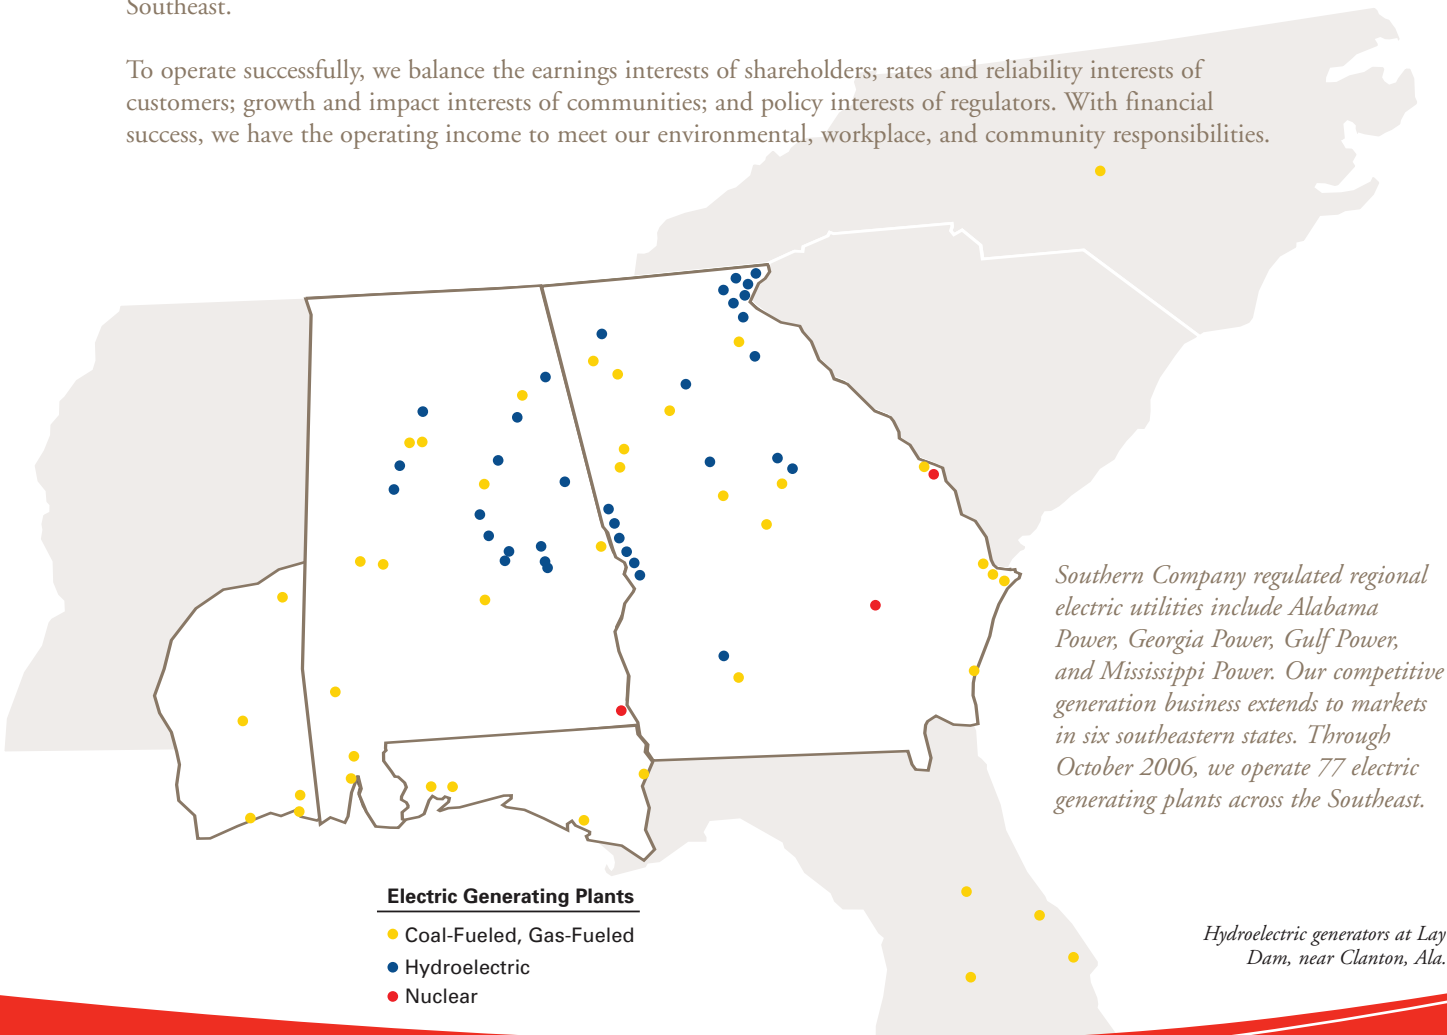 Southeast.
To operate successfully, we balance the earnings interests of shareholders; rates and reliability interests of
customers; growth and impact interests of communities; and policy interests of regulators. With financial
success, we have the operating income to meet our environmental, workplace, and community responsibilities.
Southern Company regulated regional
electric utilities include Alabama
Power, Georgia Power, Gulf Power,
and Mississippi Power. Our competitive
generation business extends to markets
in six southeastern states. Through
October 2006, we operate 77 electric
generating plants across the Southeast.
Electric Generating Plants
Coal-Fueled, Gas-Fueled
Hydroelectric
Nuclear
Hydroelectric generators at Lay
Dam, near Clanton, Ala.